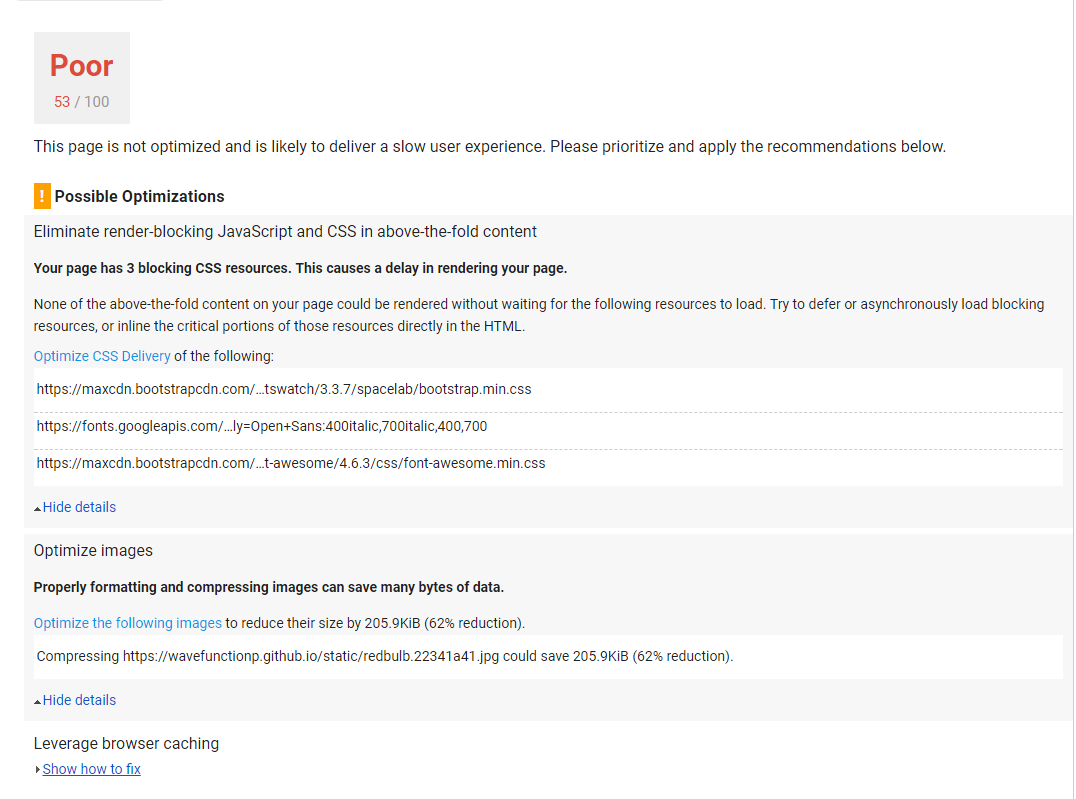 Poor
53 / 100
This page is not optimized and is likely to deliver a slow user experience. Please prioritize and apply the recommendations below.
! Possible Optimizations
Eliminate render-blocking JavaScript and CSS in above-the-fold content
Your page has 3 blocking CSS resources. This causes a delay in rendering your page.
None of the above-the-fold content on your page could be rendered without waiting for the following resources to load. Try to defer or asynchronously load blocking
resources, or inline the critical portions of those resources directly in the HTML.
Optimize CSS Delivery of the following:
https://maxcdn.bootstrapcdn.com/…tswatch/3.3.7/spacelab/bootstrap.min.css
https://fonts.googleapis.com/…ly=Open+Sans:400italic,700italic,400,700
https://maxcdn.bootstrapcdn.com/…t-awesome/4.6.3/css/font-awesome.min.css
Hide details
Optimize images
Properly formatting and compressing images can save many bytes of data.
Optimize the following images to reduce their size by 205.9KiB (62% reduction).
Compressing https://wavefunctionp.github.io/static/redbulb.22341a41.jpg could save 205.9KiB (62% reduction).
Hide details
Leverage browser caching
Show how to fix